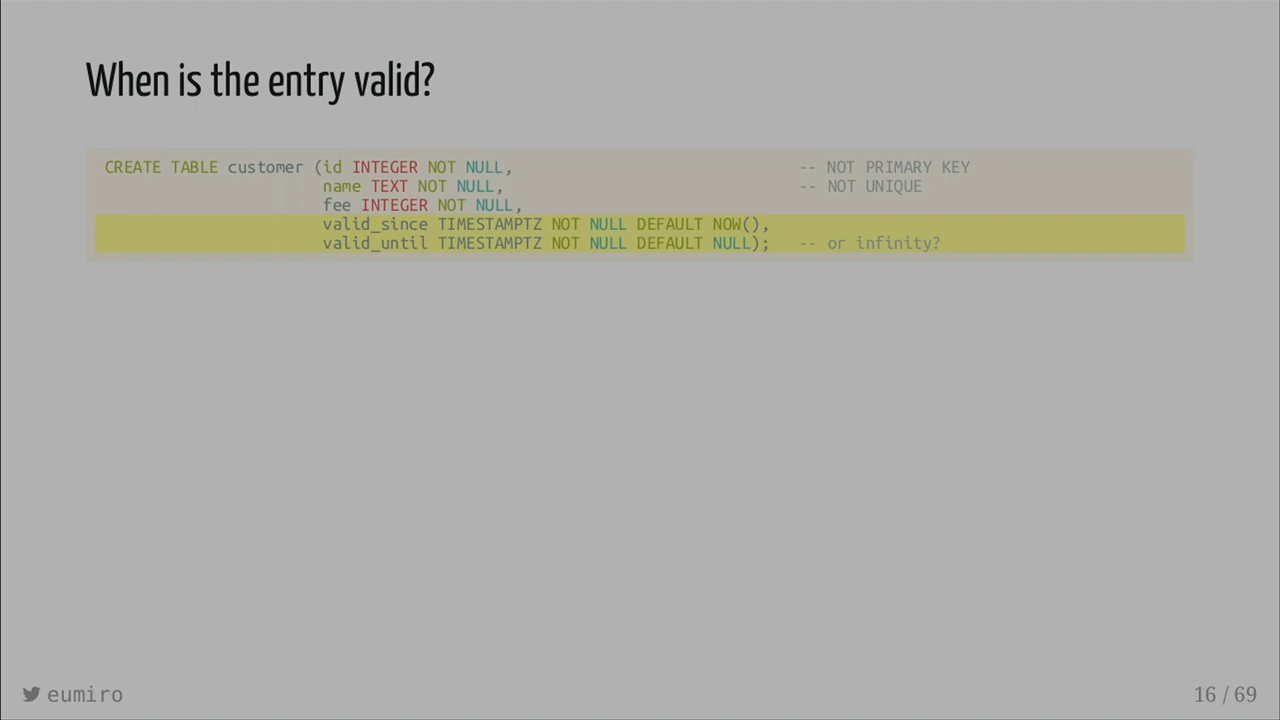 When is the entry valid?
CREATE TABLE customer (id INTEGER NOT NULL, -- NOT PRIMARY KEY
name TEXT NOT NULL, -- NOT UNIQUE
fee INTEGER NOT NULL,
valid_since TIMESTAMPTZ NOT NULL DEFAULT NOW(),
valid_until TIMESTAMPTZ NOT NULL DEFAULT NULL); -- or infinity?
eumiro
16 / 69